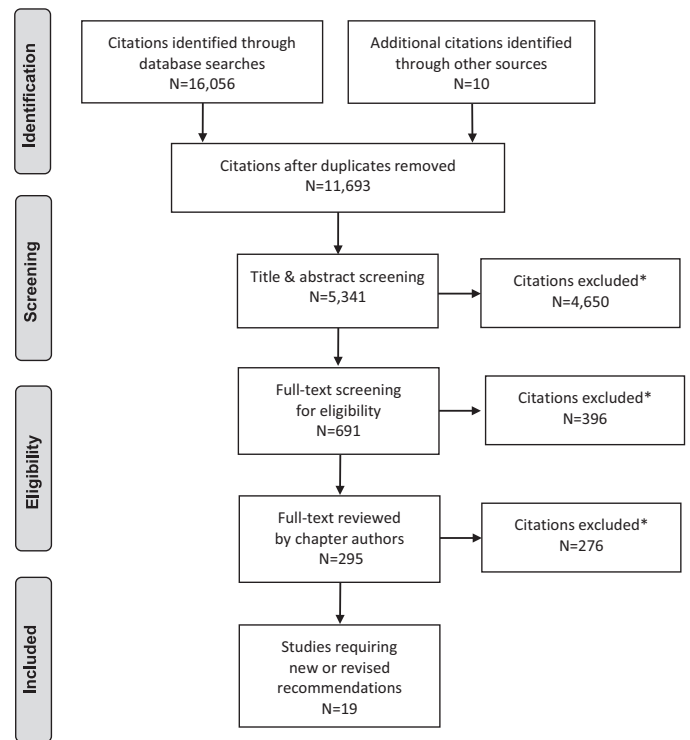 Identification
Citations identified through
database searches
N=16,056
Additional citations identified
through other sources
N=10
Citations after duplicates removed
N=11,693
Screening
Title & abstract screening
N=5,341
Citations excluded*
N=4,650
Eligibility
Full-text screening
for eligibility
N=691
Citations excluded*
N=396
Full-text reviewed
by chapter authors
N=295
Citations excluded*
N=276
Included
Studies requiring
new or revised
recommendations
N=19